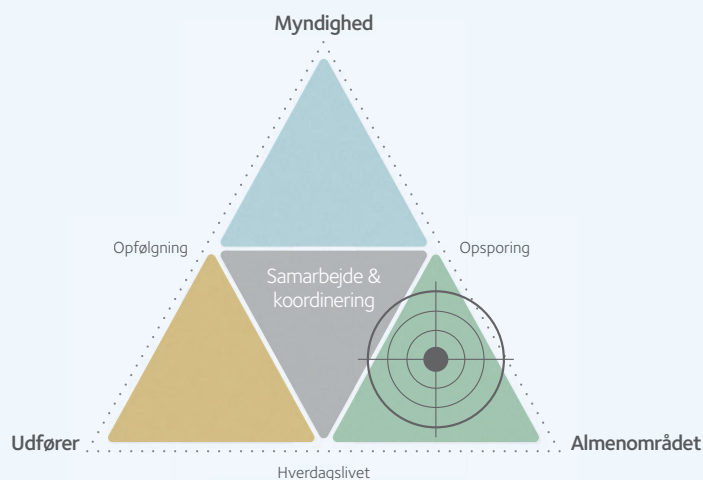 Myndighed
Opfølgning
Opsporing
Samarbejde &
koordinering
Udfører
Almenområdet
Hverdagslivet